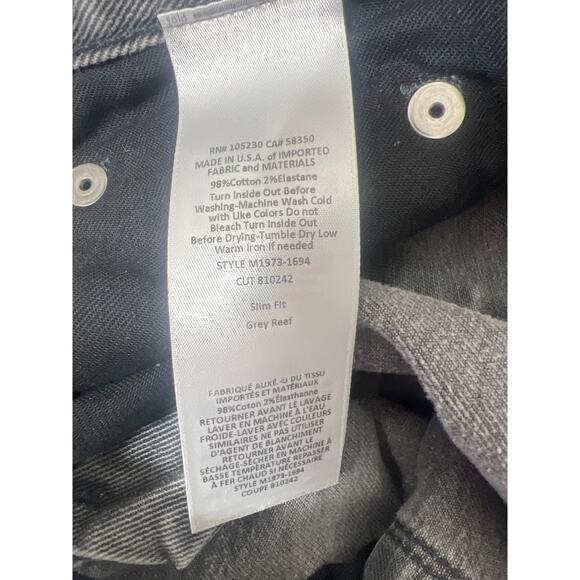 fold
RN# 105230 CA# 58350
MADE IN U.S.A. of IMPORTED
FABRIC and MATERIALS
98%Cotton 2%Elastane
Turn Inside Out Before
Washing-Machine Wash Cold
with Like Colors Do not
Bleach Turn Inside Out
Before Drying-Tumble Dry Low
Warm Iron if needed
STYLE M1973-1694
CUT 810242
Slim Fit
Grey Reef
FABRIQUÉ AUXÉ.-U DU TISSU
IMPORTÉS ET MATÉRIAUX
98%Coton 2%Élasthanne
RETOURNER AVANT LE LAVAGE
LAVER EN MACHINE À L'EAU
FROIDE-LAVER AVEC COULEURS
SIMILAIRES NE PAS UTILISER
D'AGENT DE BLANCHIMENT
RETOURNER AVANT LE
SÉCHAGE-SÉCHER EN MACHINE À
BASSE TEMPÉRATURE REPASSER
À FER CHAUD SI NÉCESSAIRE
STYLE M1973-1694
COUPE 810242